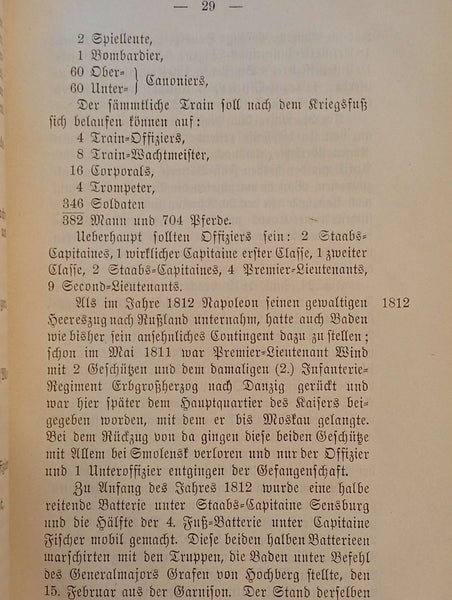 — 29 —
2 Spielleute,
1 Bombardier,
60 Ober=
60 Unter= } Canoniers,
Der sämmtliche Train soll nach dem Kriegsfuß
sich belaufen können auf:
4 Train=Offiziers,
8 Train=Wachtmeister,
16 Corporals,
4 Trompeter,
346 Soldaten
382 Mann und 704 Pferde.
Ueberhaupt sollten Offiziers sein: 2 Staabs=
Capitaines, 1 wirklicher Capitaine erster Classe, 1 zweiter
Classe, 2 Staabs=Capitaines, 4 Premier=Lieutenants,
9 Second=Lieutenants.
Als im Jahre 1812 Napoleon seinen gewaltigen 1812
Heereszug nach Rußland unternahm, hatte auch Baden
wie bisher sein ansehnliches Contingent dazu zu stellen;
schon im Mai 1811 war Premier=Lieutenant Wind
mit 2 Geschützen und dem damaligen (2.) Infanterie=
Regiment Erbgroßherzog nach Danzig gerückt und
war hier später dem Hauptquartier des Kaisers bei=
gegeben worden, mit dem er bis Moskau gelangte.
Bei dem Rückzug von da gingen diese beiden Geschütze
mit Allem bei Smolensk verloren und nur der Offizier
und 1 Unteroffizier entgingen der Gefangenschaft.
Zu Anfang des Jahres 1812 wurde eine halbe
reitende Batterie unter Staabs=Capitaine Sensburg
und die Hälfte der 4. Fuß=Batterie unter Capitaine
Fischer mobil gemacht. Diese beiden halben Batterieen
marschirten mit den Truppen, die Baden unter Befehl
des Generalmajors Grafen von Hochberg stellte, den
15. Februar aus der Garnison. Der Stand derselben